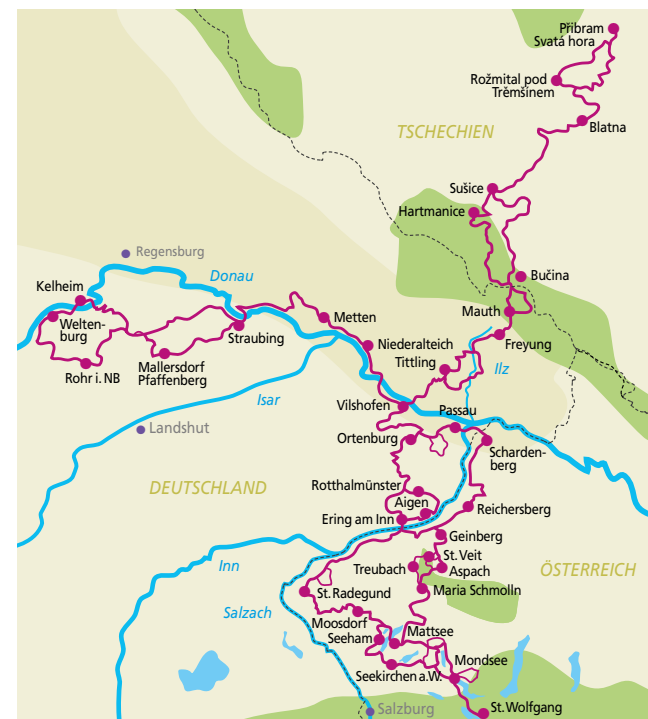 Přibram
Svatá hora
Rožmital pod
Třemšinem
Blatna
TSCHECHIEN
Sušice
Hartmanice
Regensburg
Donau
Bučina
Kelheim
Mauth
Welten-
burg
Metten
Straubing
Niederalteich
Freyung
Tittling
Mallersdorf
Pfaffenberg
Rohr i. NB
Ilz
Isar
Vilshofen
Passau
Landshut
Ortenburg
Scharden-
berg
DEUTSCHLAND
Rotthalmünster
Aigen
Reichersberg
Ering am Inn
Geinberg
St. Veit
Inn
Treubach
Aspach
ÖSTERREICH
Maria Schmolln
St. Radegund
Salzach
Moosdorf
Mattsee
Seeham
Mondsee
Seekirchen a.W.
St. Wolfgang
Salzburg